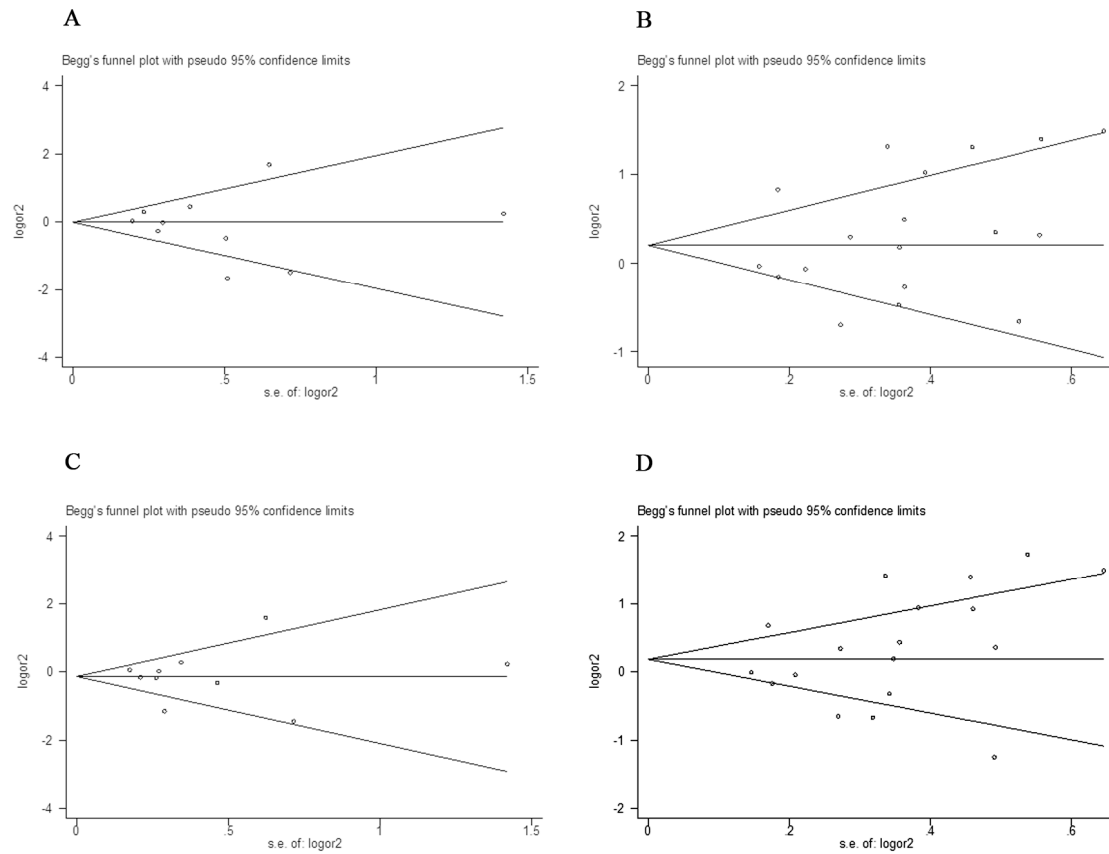 A
Begg's funnel plot with pseudo 95% confidence limits
4
2
0
-2
-4
logor2
0
.5
1
1.5
s.e. of: logor2
B
Begg's funnel plot with pseudo 95% confidence limits
2
1
0
-1
logor2
0
.2
.4
.6
s.e. of: logor2
C
Begg's funnel plot with pseudo 95% confidence limits
4
2
0
-2
-4
logor2
0
.5
1
1.5
s.e. of: logor2
D
Begg's funnel plot with pseudo 95% confidence limits
2
1
0
-1
-2
logor2
0
.2
.4
.6
s.e. of: logor2